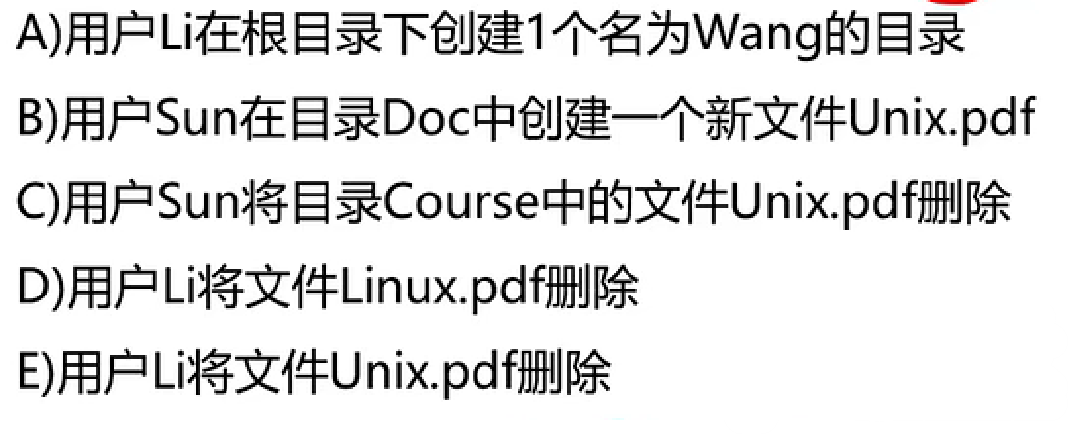 A)用户Li在根目录下创建1个名为Wang的目录
B)用户Sun在目录Doc中创建一个新文件Unix.pdf
C)用户Sun将目录Course中的文件Unix.pdf删除
D)用户Li将文件Linux.pdf删除
E)用户Li将文件Unix.pdf删除